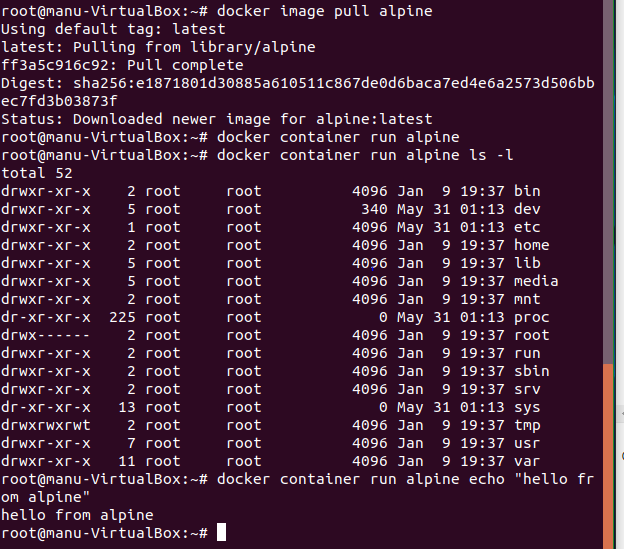 root@manu-VirtualBox:~# docker image pull alpine
Using default tag: latest
latest: Pulling from library/alpine
ff3a5c916c92: Pull complete
Digest: sha256:e1871801d30885a610511c867de0d6baca7ed4e6a2573d506bb
ec7fd3b03873f
Status: Downloaded newer image for alpine:latest
root@manu-VirtualBox:~# docker container run alpine
root@manu-VirtualBox:~# docker container run alpine ls -l
total 52
drwxr-xr-x    2 root     root          4096 Jan  9 19:37 bin
drwxr-xr-x    5 root     root           340 May 31 01:13 dev
drwxr-xr-x    1 root     root          4096 May 31 01:13 etc
drwxr-xr-x    2 root     root          4096 Jan  9 19:37 home
drwxr-xr-x    5 root     root          4096 Jan  9 19:37 lib
drwxr-xr-x    5 root     root          4096 Jan  9 19:37 media
drwxr-xr-x    2 root     root          4096 Jan  9 19:37 mnt
dr-xr-xr-x  225 root     root             0 May 31 01:13 proc
drwx------    2 root     root          4096 Jan  9 19:37 root
drwxr-xr-x    2 root     root          4096 Jan  9 19:37 run
drwxr-xr-x    2 root     root          4096 Jan  9 19:37 sbin
drwxr-xr-x    2 root     root          4096 Jan  9 19:37 srv
dr-xr-xr-x   13 root     root             0 May 31 01:13 sys
drwxrwxrwt    2 root     root          4096 Jan  9 19:37 tmp
drwxr-xr-x    7 root     root          4096 Jan  9 19:37 usr
drwxr-xr-x   11 root     root          4096 Jan  9 19:37 var
root@manu-VirtualBox:~# docker container run alpine echo "hello fr
om alpine"
hello from alpine
root@manu-VirtualBox:~#